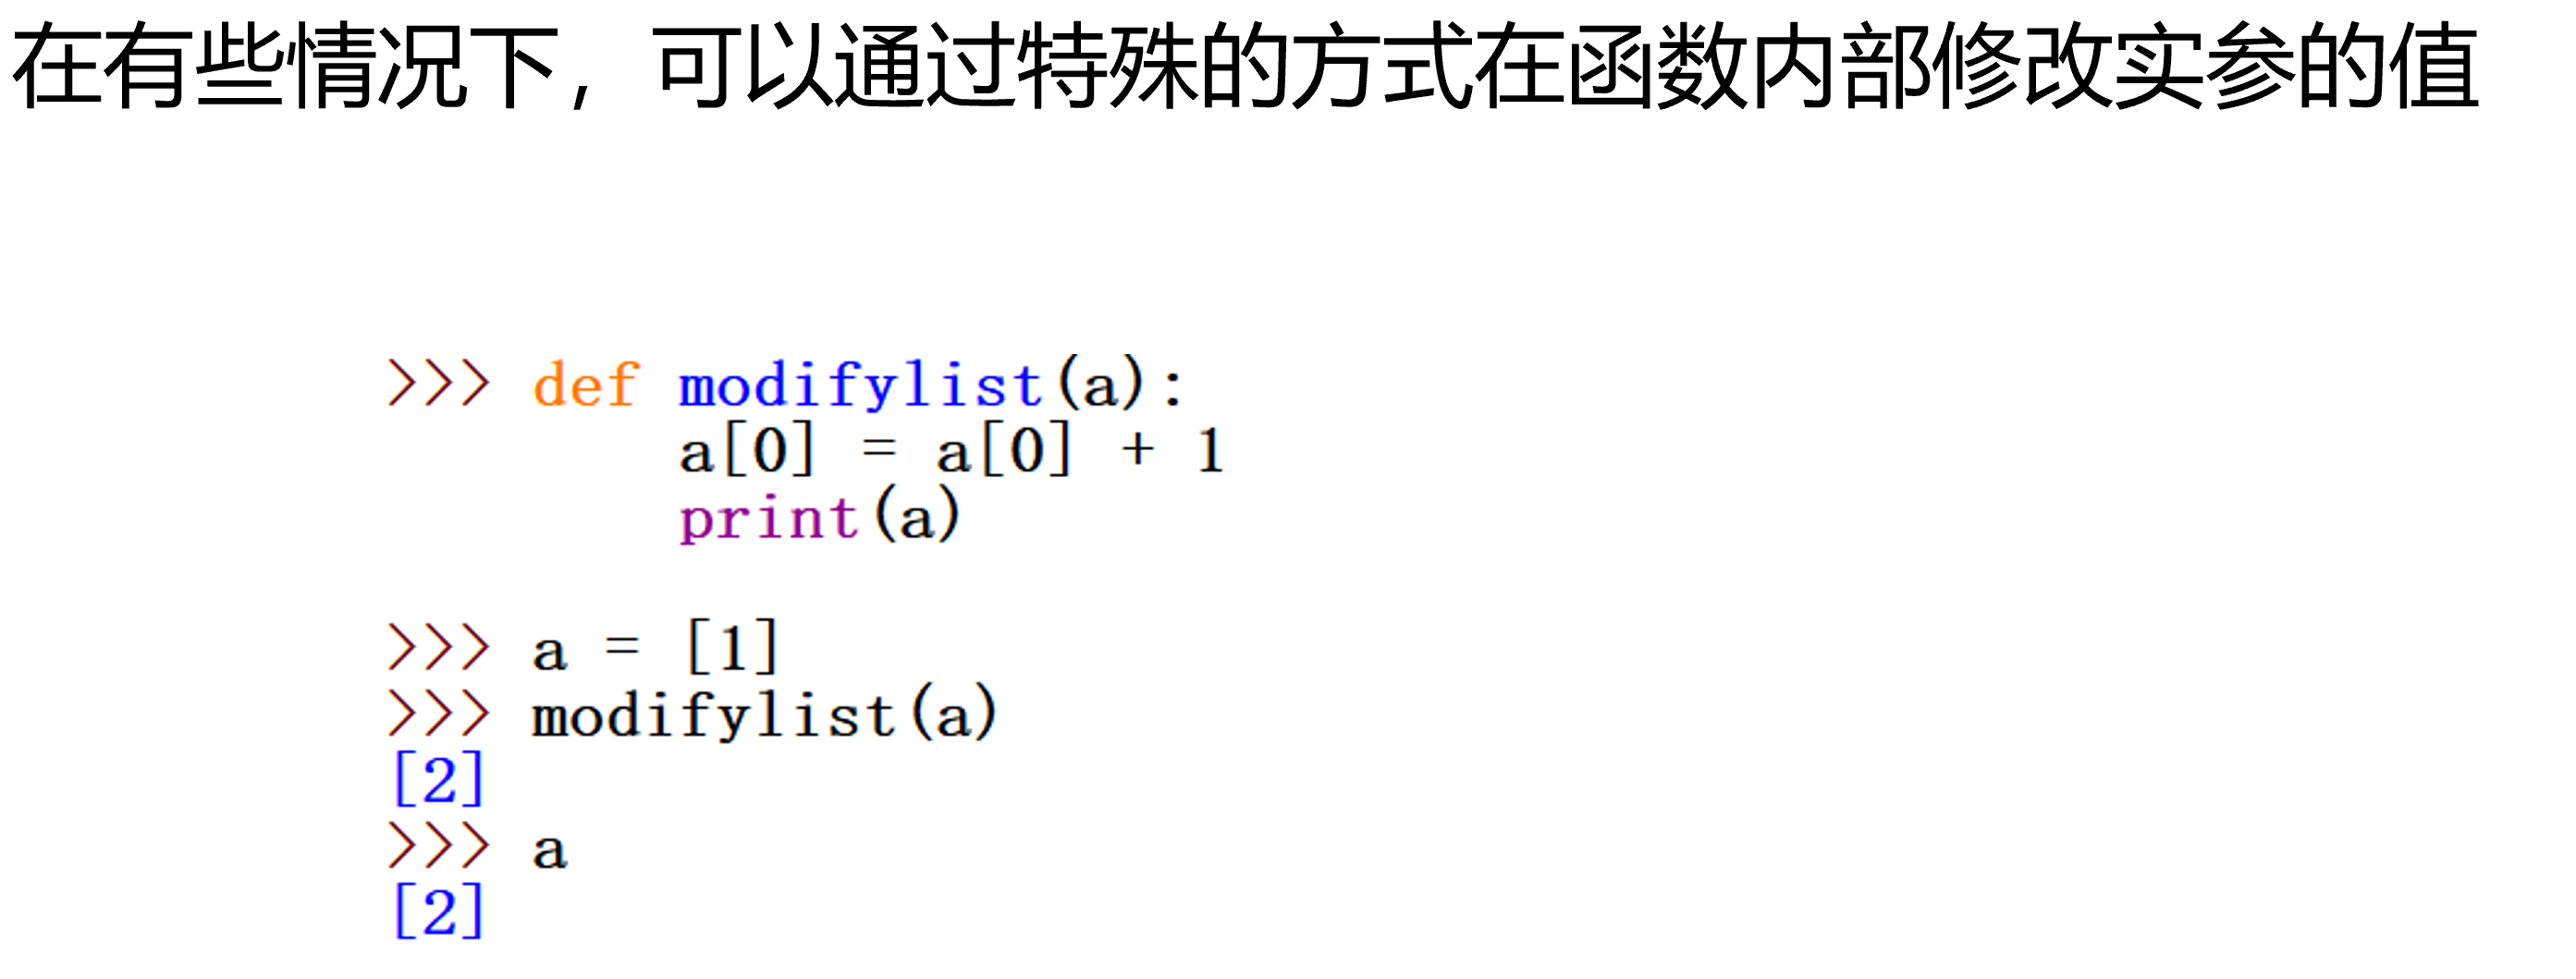 在有些情况下，可以通过特殊的方式在函数内部修改实参的值
>>> def modifylist(a):
        a[0] = a[0] + 1
        print(a)
>>> a = [1]
>>> modifylist(a)
[2]
>>> a
[2]